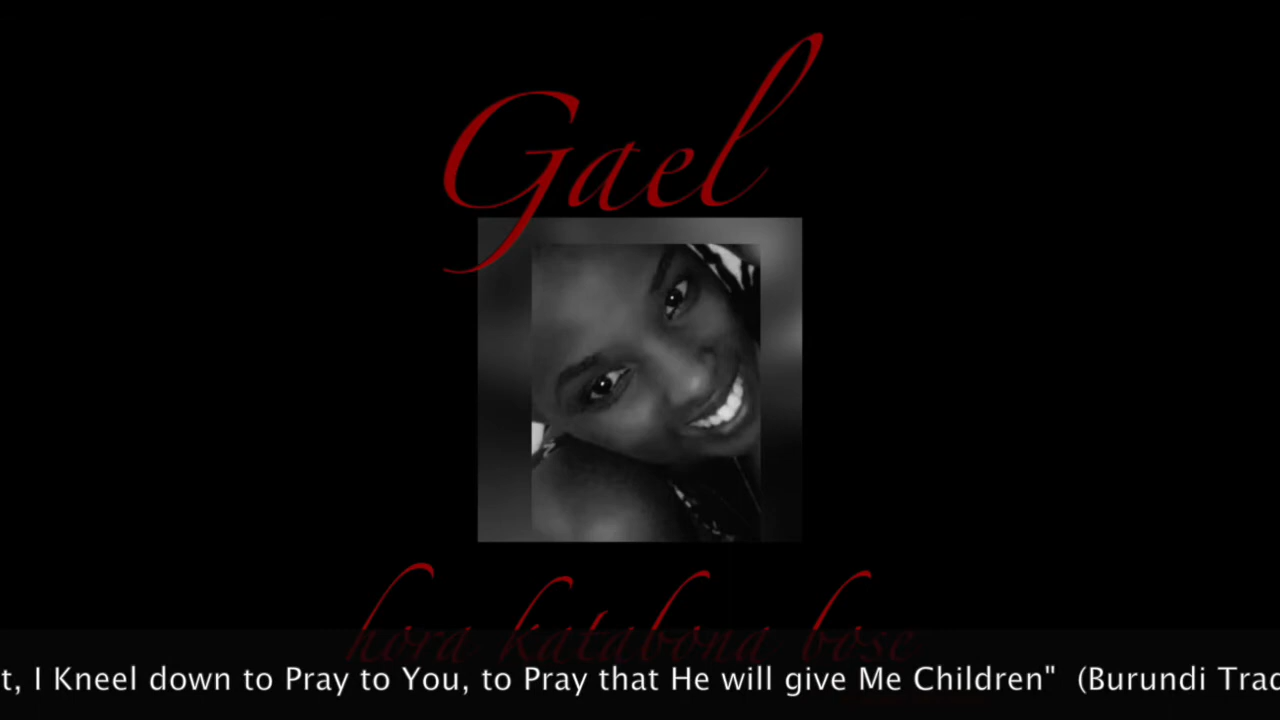 Gael
hora katabona bose
t, I Kneel down to Pray to You, to Pray that He will give Me Children" (Burundi Trad